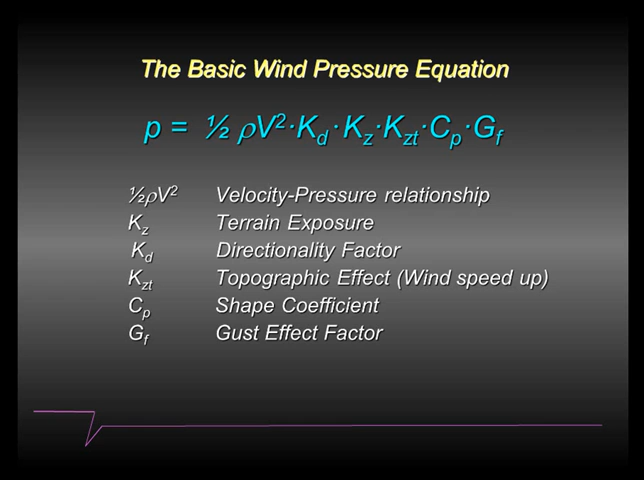 The Basic Wind Pressure Equation
p = ½ ρV²·K_d·K_z·K_zt·C_p·G_f
½ρV² Velocity-Pressure relationship
K_z Terrain Exposure
K_d Directionality Factor
K_zt Topographic Effect (Wind speed up)
C_p Shape Coefficient
G_f Gust Effect Factor